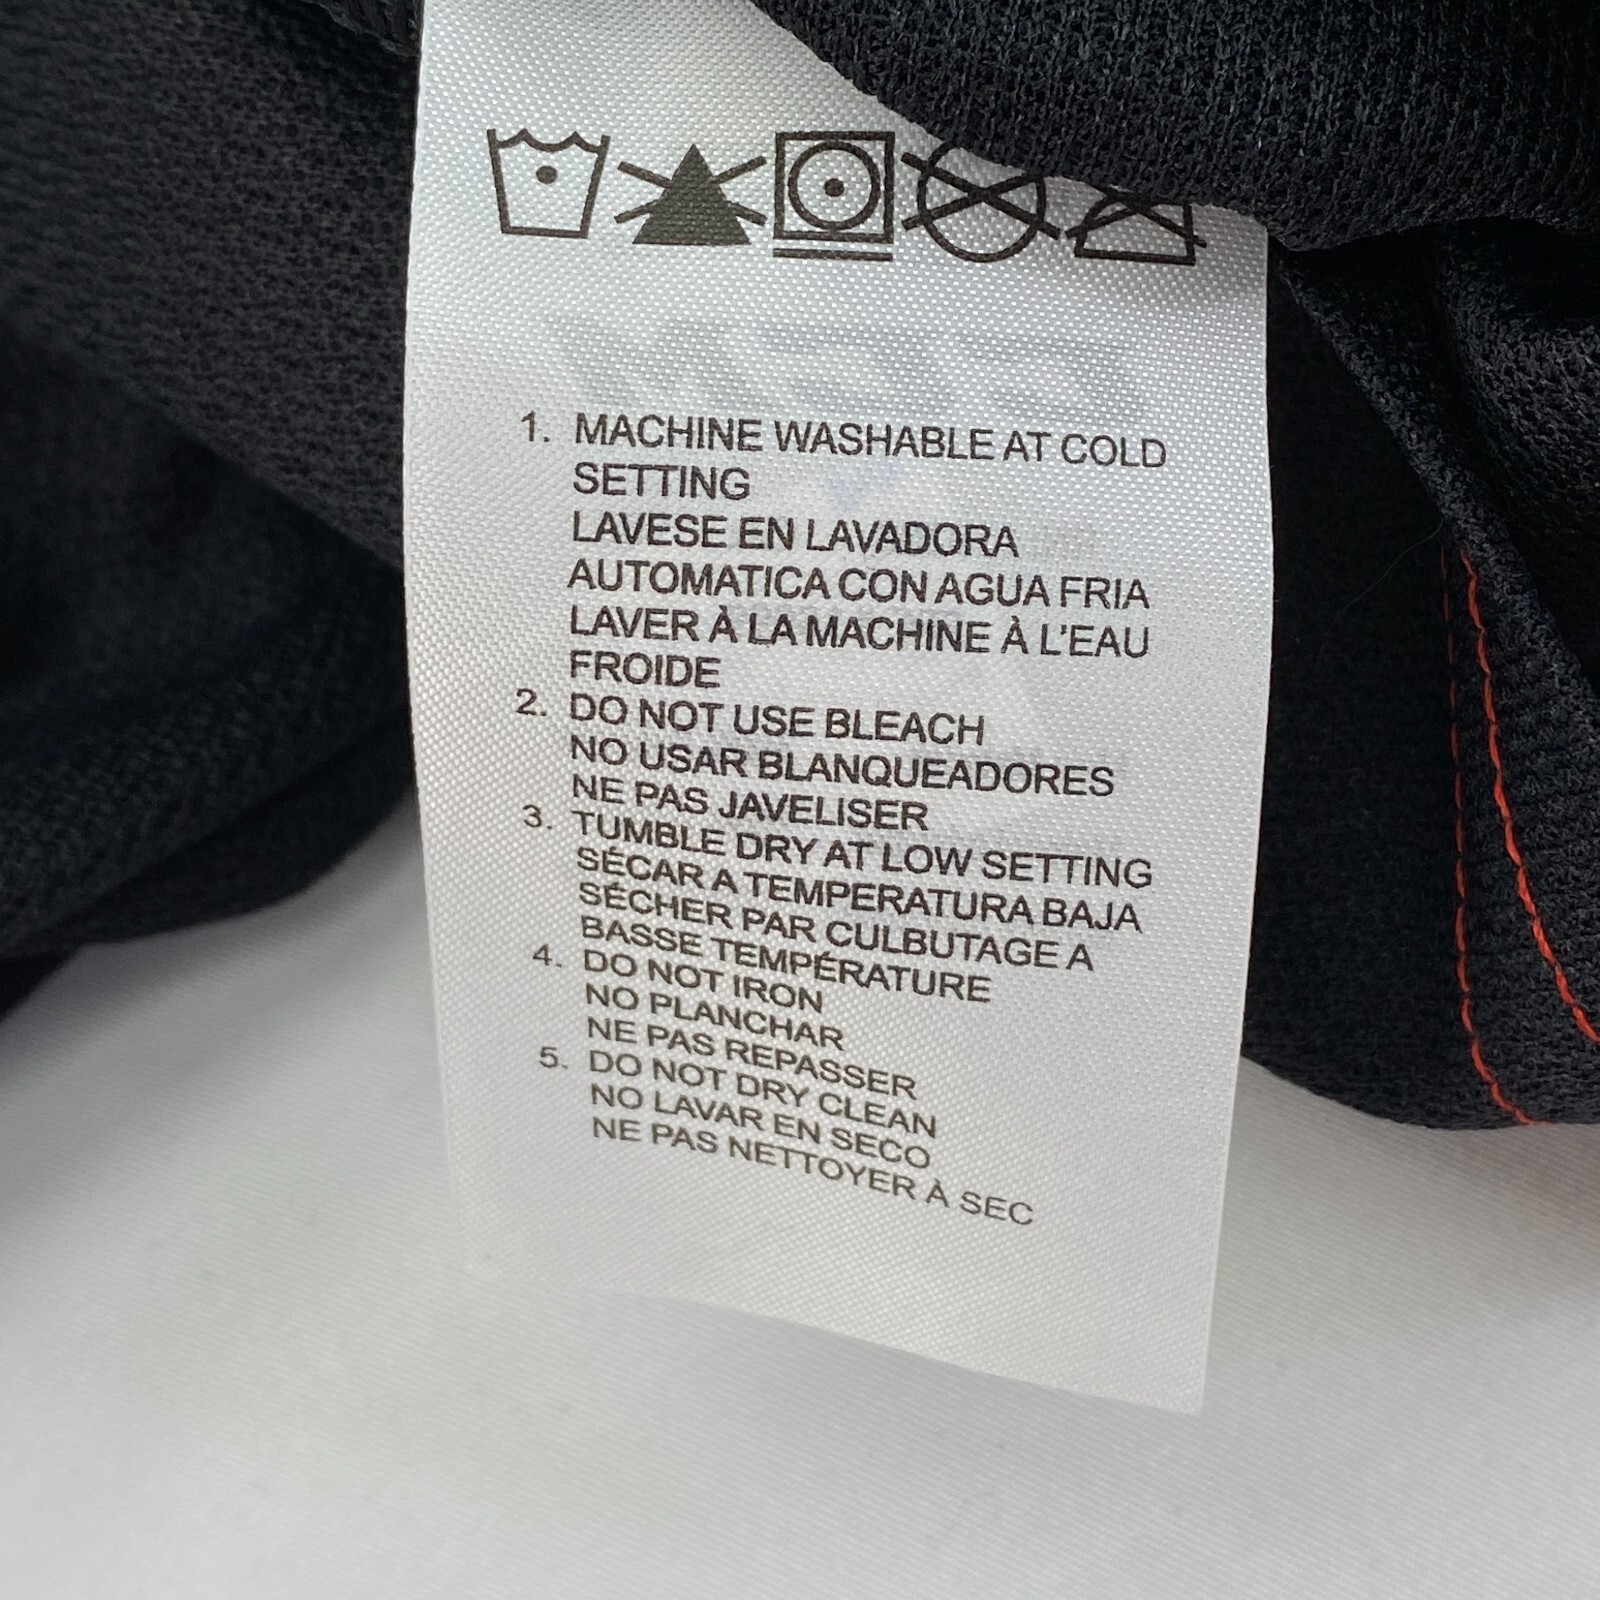 1. MACHINE WASHABLE AT COLD
SETTING
LAVESE EN LAVADORA
AUTOMATICA CON AGUA FRIA
LAVER À LA MACHINE À L'EAU
FROIDE
2. DO NOT USE BLEACH
NO USAR BLANQUEADORES
NE PAS JAVELISER
3. TUMBLE DRY AT LOW SETTING
SÉCAR A TEMPERATURA BAJA
SÉCHER PAR CULBUTAGE A
BASSE TEMPÉRATURE
4. DO NOT IRON
NO PLANCHAR
NE PAS REPASSER
5. DO NOT DRY CLEAN
NO LAVAR EN SECO
NE PAS NETTOYER À SEC